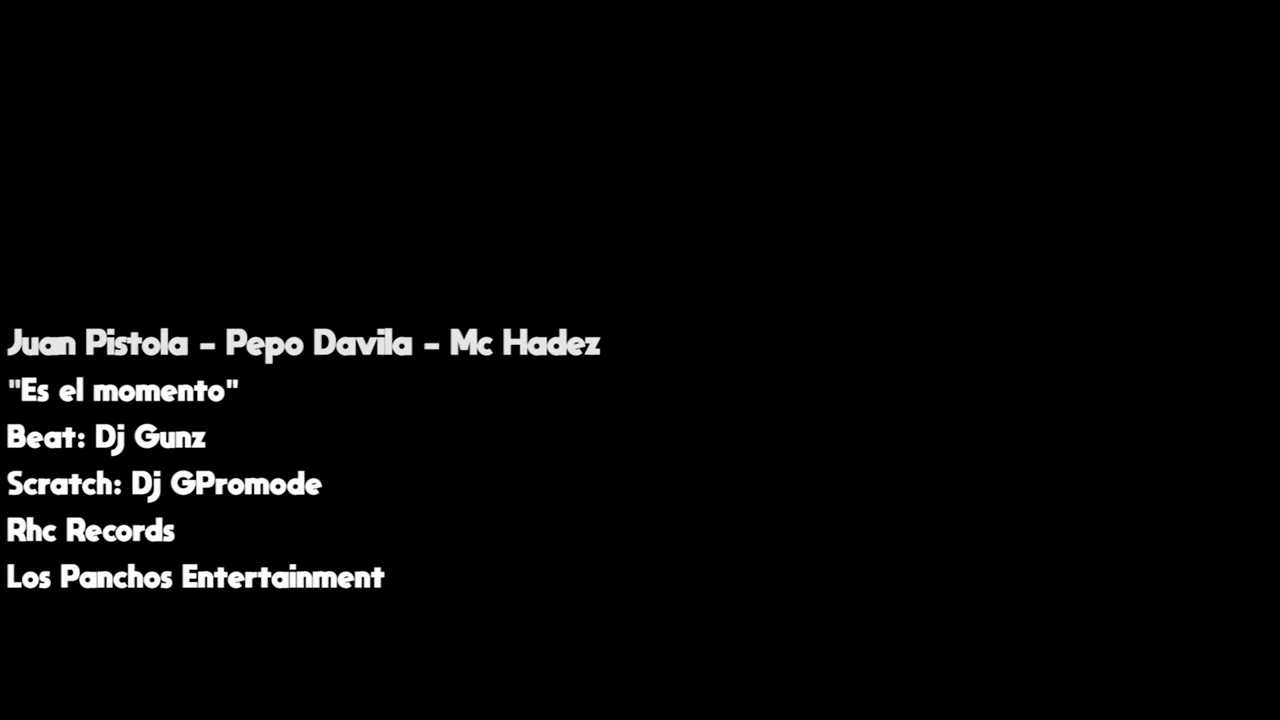 Juan Pistola - Pepo Davila - Mc Hadez
"Es el momento"
Beat: Dj Gunz
Scratch: Dj GPromode
Rhc Records
Los Panchos Entertainment